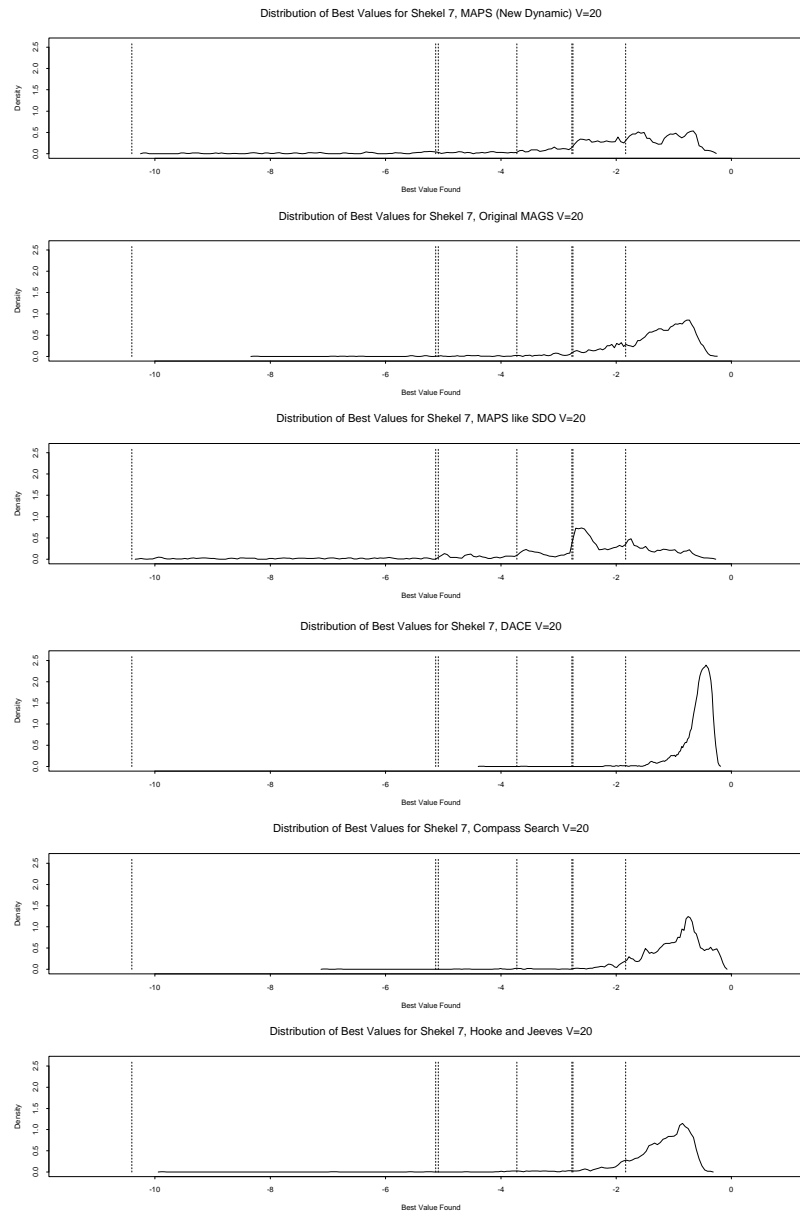 Distribution of Best Values for Shekel 7, MAPS (New Dynamic) V=20
Density
0.0 0.5 1.0 1.5 2.0 2.5
-10 -8 -6 -4 -2 0
Best Value Found
Distribution of Best Values for Shekel 7, Original MAGS V=20
Density
0.0 0.5 1.0 1.5 2.0 2.5
-10 -8 -6 -4 -2 0
Best Value Found
Distribution of Best Values for Shekel 7, MAPS like SDO V=20
Density
0.0 0.5 1.0 1.5 2.0 2.5
-10 -8 -6 -4 -2 0
Best Value Found
Distribution of Best Values for Shekel 7, DACE V=20
Density
0.0 0.5 1.0 1.5 2.0 2.5
-10 -8 -6 -4 -2 0
Best Value Found
Distribution of Best Values for Shekel 7, Compass Search V=20
Density
0.0 0.5 1.0 1.5 2.0 2.5
-10 -8 -6 -4 -2 0
Best Value Found
Distribution of Best Values for Shekel 7, Hooke and Jeeves V=20
Density
0.0 0.5 1.0 1.5 2.0 2.5
-10 -8 -6 -4 -2 0
Best Value Found